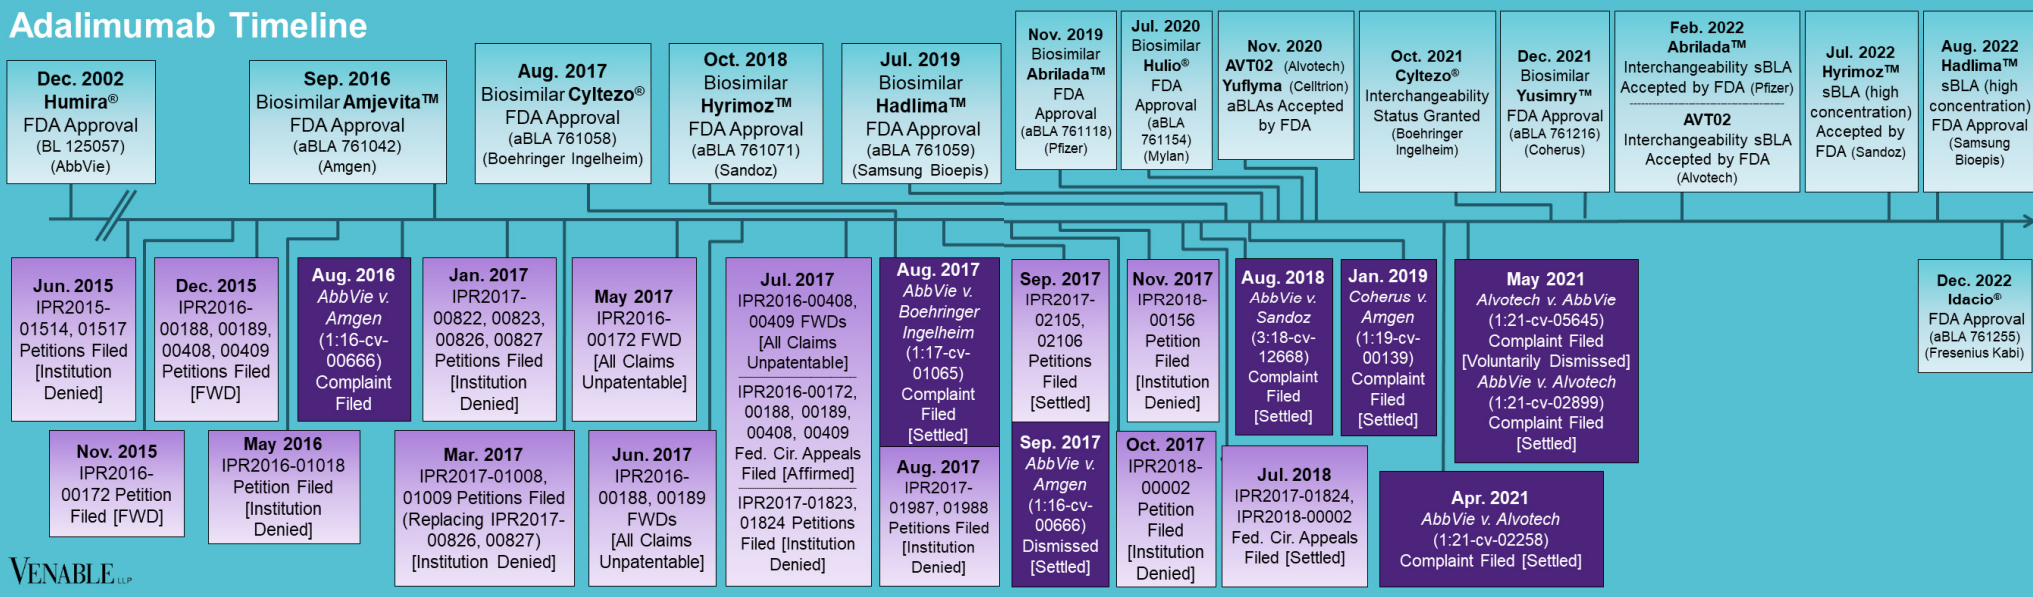 Adalimumab Timeline
Dec. 2002
Humira®
FDA Approval
(BL 125057)
(AbbVie)
Sep. 2016
Biosimilar Amjevita™
FDA Approval
(aBLA 761042)
(Amgen)
Aug. 2017
Biosimilar Cyltezo®
FDA Approval
(aBLA 761058)
(Boehringer Ingelheim)
Oct. 2018
Biosimilar
Hyrimoz™
FDA Approval
(aBLA 761071)
(Sandoz)
Jul. 2019
Biosimilar
Hadlima™
FDA Approval
(aBLA 761059)
(Samsung Bioepis)
Nov. 2019
Biosimilar
Abrilada™
FDA
Approval
(aBLA 761118)
(Pfizer)
Jul. 2020
Biosimilar
Hulio®
FDA
Approval
(aBLA
761154)
(Mylan)
Nov. 2020
AVT02 (Alvotech)
Yuflyma (Celltrion)
aBLAs Accepted
by FDA
Oct. 2021
Cyltezo®
Interchangeability
Status Granted
(Boehringer
Ingelheim)
Dec. 2021
Biosimilar
Yusimry™
FDA Approval
(aBLA 761216)
(Coherus)
Feb. 2022
Abrilada™
Interchangeability sBLA
Accepted by FDA (Pfizer)
AVT02
Interchangeability sBLA
Accepted by FDA
(Alvotech)
Jul. 2022
Hyrimoz™
sBLA (high
concentration)
Accepted by
FDA (Sandoz)
Aug. 2022
Hadlima™
sBLA (high
concentration)
FDA Approval
(Samsung
Bioepis)
Jun. 2015
IPR2015-
01514, 01517
Petitions Filed
[Institution
Denied]
Dec. 2015
IPR2016-
00188, 00189,
00408, 00409
Petitions Filed
[FWD]
Aug. 2016
AbbVie v.
Amgen
(1:16-cv-
00666)
Complaint
Filed
Jan. 2017
IPR2017-
00822, 00823,
00826, 00827
Petitions Filed
[Institution
Denied]
May 2017
IPR2016-
00172 FWD
[All Claims
Unpatentable]
Jul. 2017
IPR2016-00408,
00409 FWDs
[All Claims
Unpatentable]
IPR2016-00172,
00188, 00189,
00408, 00409
Fed. Cir. Appeals
Filed [Affirmed]
IPR2017-01823,
01824 Petitions
Filed [Institution
Denied]
Aug. 2017
AbbVie v.
Boehringer
Ingelheim
(1:17-cv-
01065)
Complaint
Filed
[Settled]
Aug. 2017
IPR2017-
01987, 01988
Petitions Filed
[Institution
Denied]
Sep. 2017
IPR2017-
02105,
02106
Petitions
Filed
[Settled]
Sep. 2017
AbbVie v.
Amgen
(1:16-cv-
00666)
Dismissed
[Settled]
Nov. 2017
IPR2018-
00156
Petition
Filed
[Institution
Denied]
Oct. 2017
IPR2018-
00002
Petition
Filed
[Institution
Denied]
Aug. 2018
AbbVie v.
Sandoz
(3:18-cv-
12668)
Complaint
Filed
[Settled]
Jan. 2019
Coherus v.
Amgen
(1:19-cv-
00139)
Complaint
Filed
[Settled]
May 2021
Alvotech v. AbbVie
(1:21-cv-05645)
Complaint Filed
[Voluntarily Dismissed]
AbbVie v. Alvotech
(1:21-cv-02899)
Complaint Filed
[Settled]
Dec. 2022
Idacio®
FDA Approval
(aBLA 761255)
(Fresenius Kabi)
Nov. 2015
IPR2016-
00172 Petition
Filed [FWD]
May 2016
IPR2016-01018
Petition Filed
[Institution
Denied]
Mar. 2017
IPR2017-01008,
01009 Petitions Filed
(Replacing IPR2017-
00826, 00827)
[Institution Denied]
Jun. 2017
IPR2016-
00188, 00189
FWDs
[All Claims
Unpatentable]
Jul. 2018
IPR2017-01824,
IPR2018-00002
Fed. Cir. Appeals
Filed [Settled]
Apr. 2021
AbbVie v. Alvotech
(1:21-cv-02258)
Complaint Filed [Settled]
VENABLE LLP